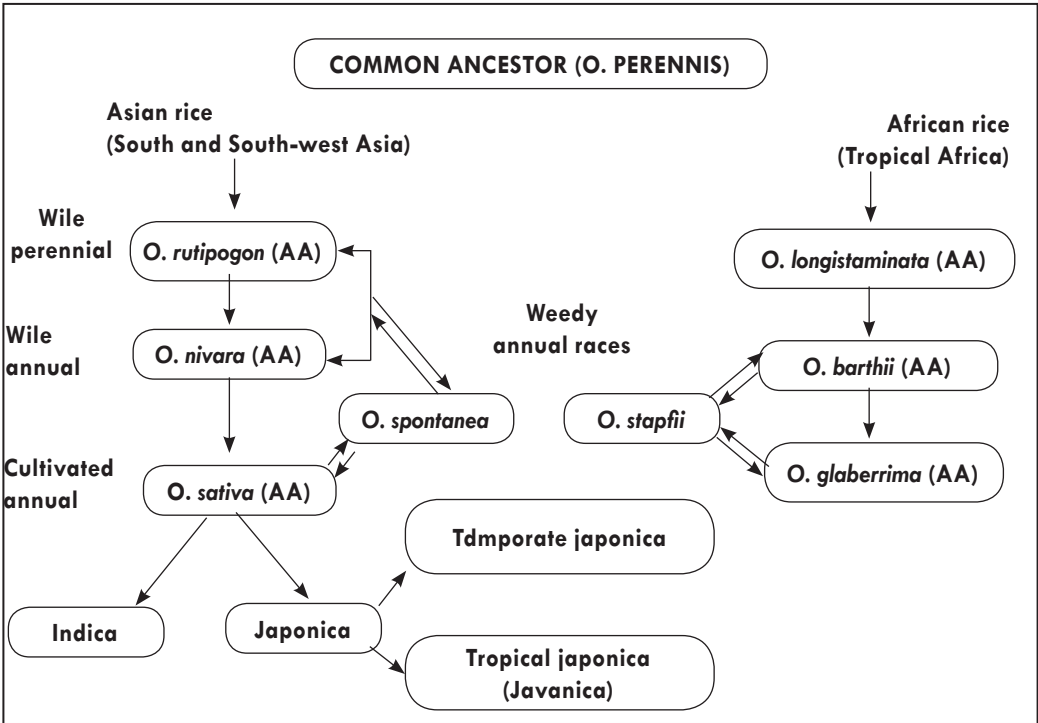 COMMON ANCESTOR (O. PERENNIS)
Asian rice
(South and South-west Asia)
African rice
(Tropical Africa)
Wile
perennial
O. rutipogon (AA)
O. longistaminata (AA)
Weedy
annual races
Wile
annual
O. nivara (AA)
O. barthii (AA)
O. spontanea
O. stapfii
Cultivated
annual
O. sativa (AA)
O. glaberrima (AA)
Tdmporate japonica
Indica
Japonica
Tropical japonica
(Javanica)